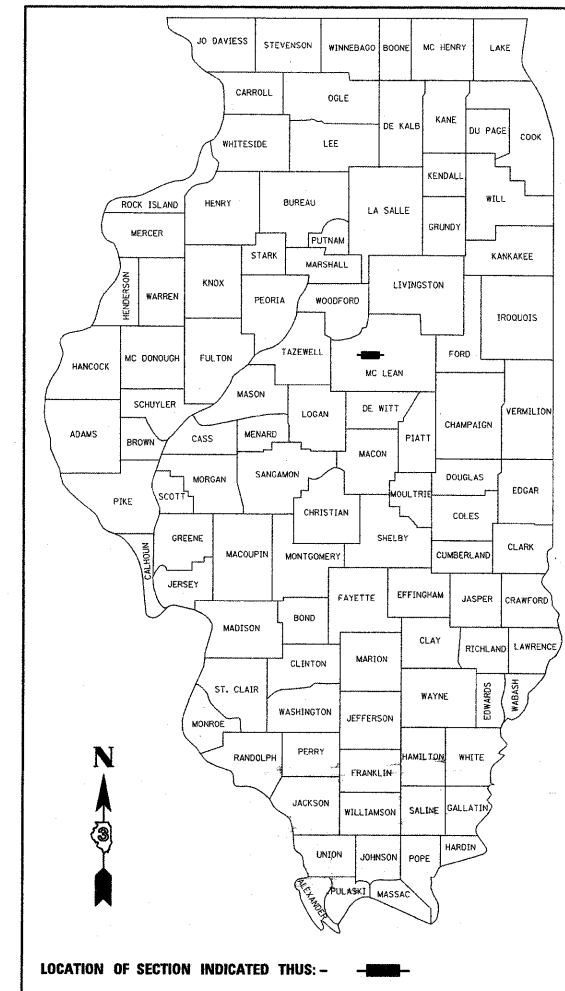 JO DAVIESS STEVENSON WINNEBAGO BOONE MC HENRY LAKE
CARROLL OGLE DE KALB KANE DU PAGE COOK
WHITESIDE LEE
KENDALL WILL
ROCK ISLAND HENRY BUREAU LA SALLE GRUNDY
MERCER PUTNAM
STARK MARSHALL KANKAKEE
HENDERSON WARREN KNOX PEORIA WOODFORD LIVINGSTON IROQUOIS
HANCOCK MC DONOUGH FULTON TAZEWELL MC LEAN FORD
SCHUYLER MASON LOGAN DE WITT CHAMPAIGN VERMILION
ADAMS BROWN CASS MENARD PIATT
MACON
PIKE SCOTT MORGAN SANGAMON MOULTRIE DOUGLAS EDGAR
CHRISTIAN COLES
CALHOUN GREENE MACOUPIN MONTGOMERY SHELBY CUMBERLAND CLARK
JERSEY
FAYETTE EFFINGHAM JASPER CRAWFORD
MADISON BOND
CLAY RICHLAND LAWRENCE
CLINTON MARION
ST. CLAIR WAYNE EDWARDS WABASH
MONROE WASHINGTON JEFFERSON
RANDOLPH PERRY HAMILTON WHITE
FRANKLIN
JACKSON WILLIAMSON SALINE GALLATIN
UNION JOHNSON POPE HARDIN
ALEXANDER PULASKI MASSAC
N
3
LOCATION OF SECTION INDICATED THUS: -